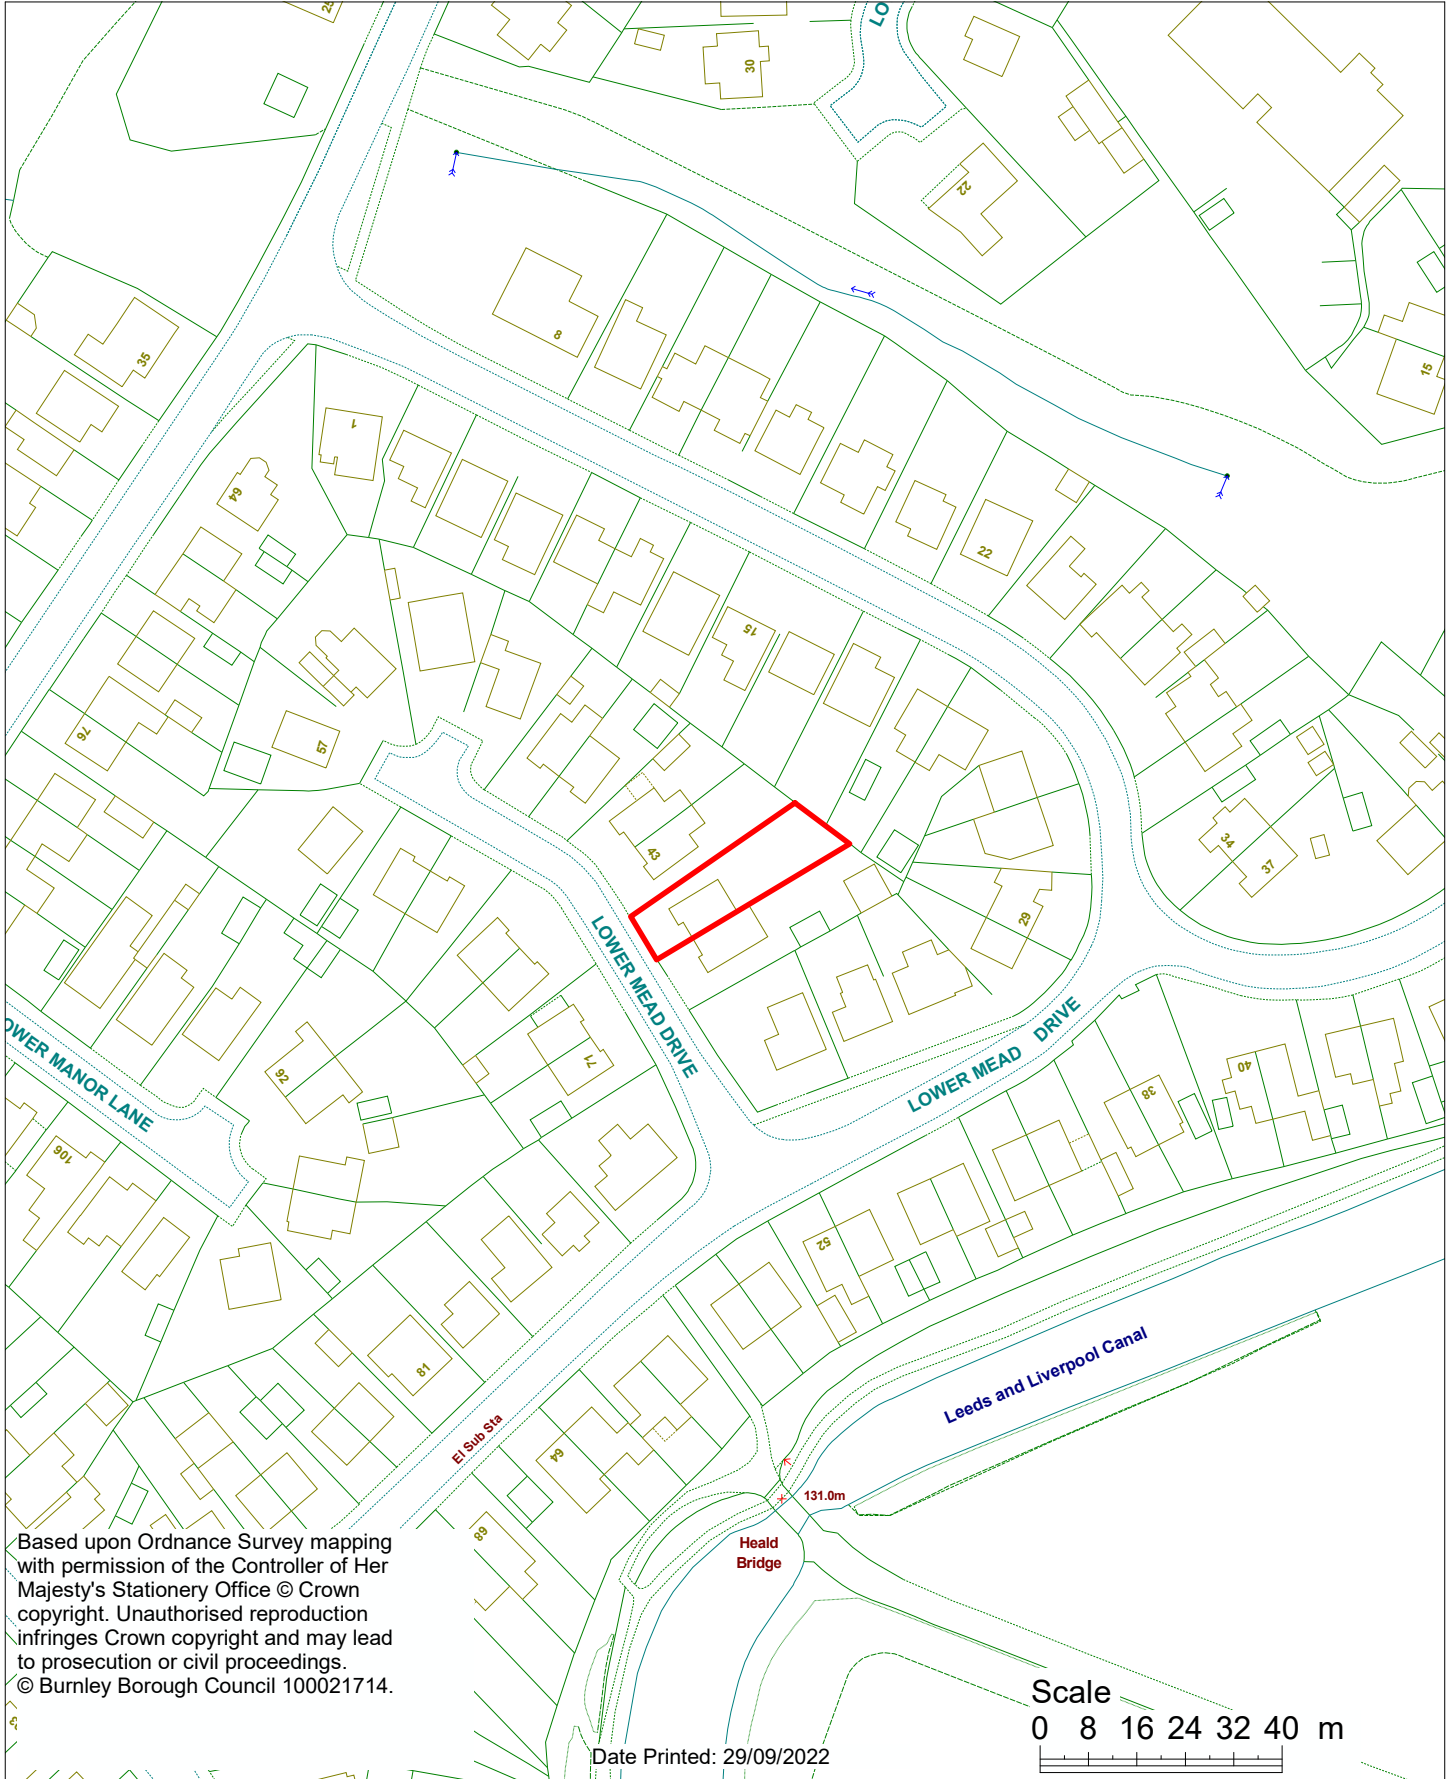 25
LO
30
22
35
8
15
1
64
22
15
76
57
43
34
37
29
LOWER MEAD DRIVE
LOWER MEAD DRIVE
OWER MANOR LANE
92
71
38
40
106
52
81
Leeds and Liverpool Canal
El Sub Sta
64
131.0m
Heald
Bridge
89
Based upon Ordnance Survey mapping
with permission of the Controller of Her
Majesty's Stationery Office © Crown
copyright. Unauthorised reproduction
infringes Crown copyright and may lead
to prosecution or civil proceedings.
© Burnley Borough Council 100021714.
Scale
0 8 16 24 32 40 m
Date Printed: 29/09/2022